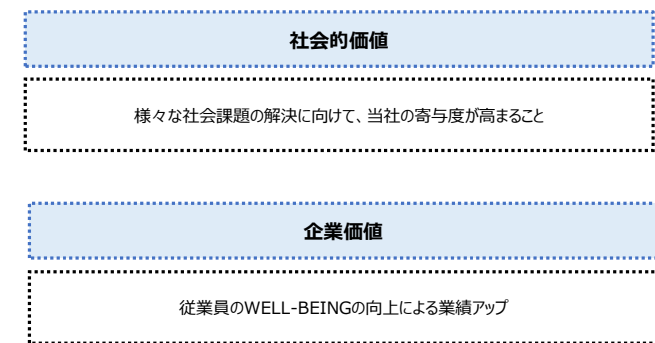 社会的価値
様々な社会課題の解決に向けて、当社の寄与度が高まること
企業価値
従業員のWELL-BEINGの向上による業績アップ